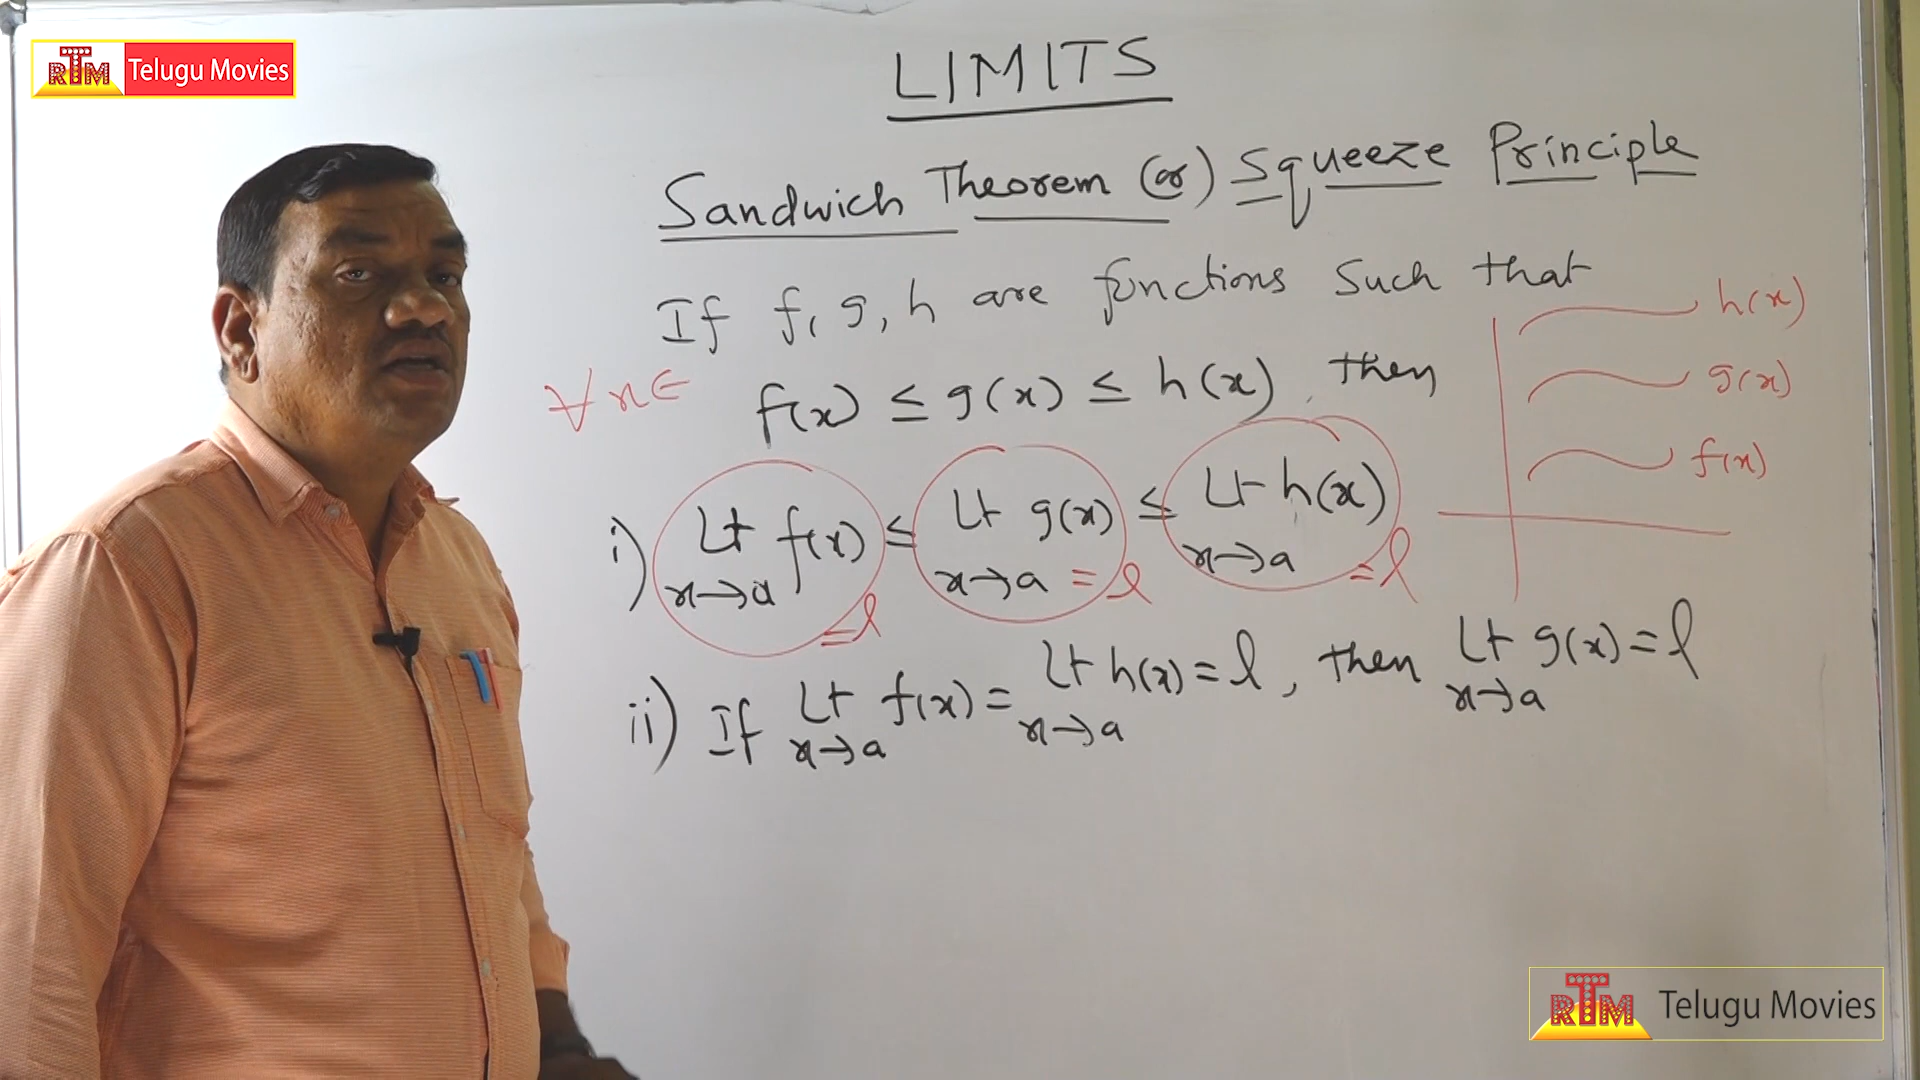 RTM Telugu Movies
LIMITS
Sandwich Theorem (or) Squeeze Principle
If f, g, h are functions such that
∀ x ∈ f(x) ≤ g(x) ≤ h(x), then
h(x)
g(x)
f(x)
i) Lt x→a f(x) = l ≤ Lt x→a g(x) = l ≤ Lt x→a h(x) = l
ii) If Lt x→a f(x) = Lt x→a h(x) = l, then Lt x→a g(x) = l
RTM Telugu Movies